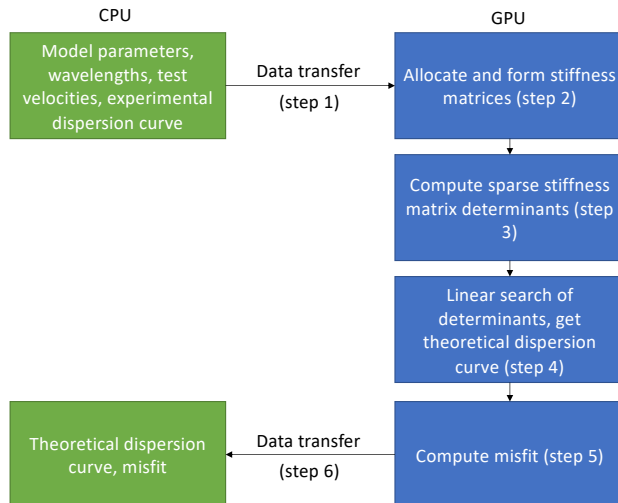 CPU
GPU
Model parameters,
wavelengths, test
velocities, experimental
dispersion curve
Data transfer
(step 1)
Allocate and form stiffness
matrices (step 2)
Compute sparse stiffness
matrix determinants (step
3)
Linear search of
determinants, get
theoretical dispersion
curve (step 4)
Compute misfit (step 5)
Data transfer
(step 6)
Theoretical dispersion
curve, misfit